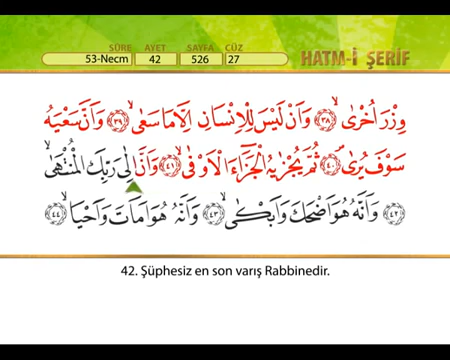 SÛRE AYET SAYFA CÜZ
53-Necm 42 526 27
HATM-İ ŞERİF
وِزْرَ اُخْرٰىۙ ﴿٣٨﴾ وَاَنْ لَيْسَ لِلْاِنْسَانِ اِلَّا مَا سَعٰىۙ ﴿٣٩﴾ وَاَنَّ سَعْيَهُ
سَوْفَ يُرٰىۖ ﴿٤٠﴾ ثُمَّ يُجْزٰيهُ الْجَزَٓاءَ الْاَوْفٰىۙ ﴿٤١﴾ وَاَنَّ اِلٰى رَبِّكَ الْمُنْتَهٰىۙ
﴿٤٢﴾ وَاَنَّهُ هُوَ اَضْحَكَ وَاَبْكٰىۙ ﴿٤٣﴾ وَاَنَّهُ هُوَ اَمَاتَ وَاَحْيَاۙ ﴿٤٤﴾
42. Şüphesiz en son varış Rabbinedir.